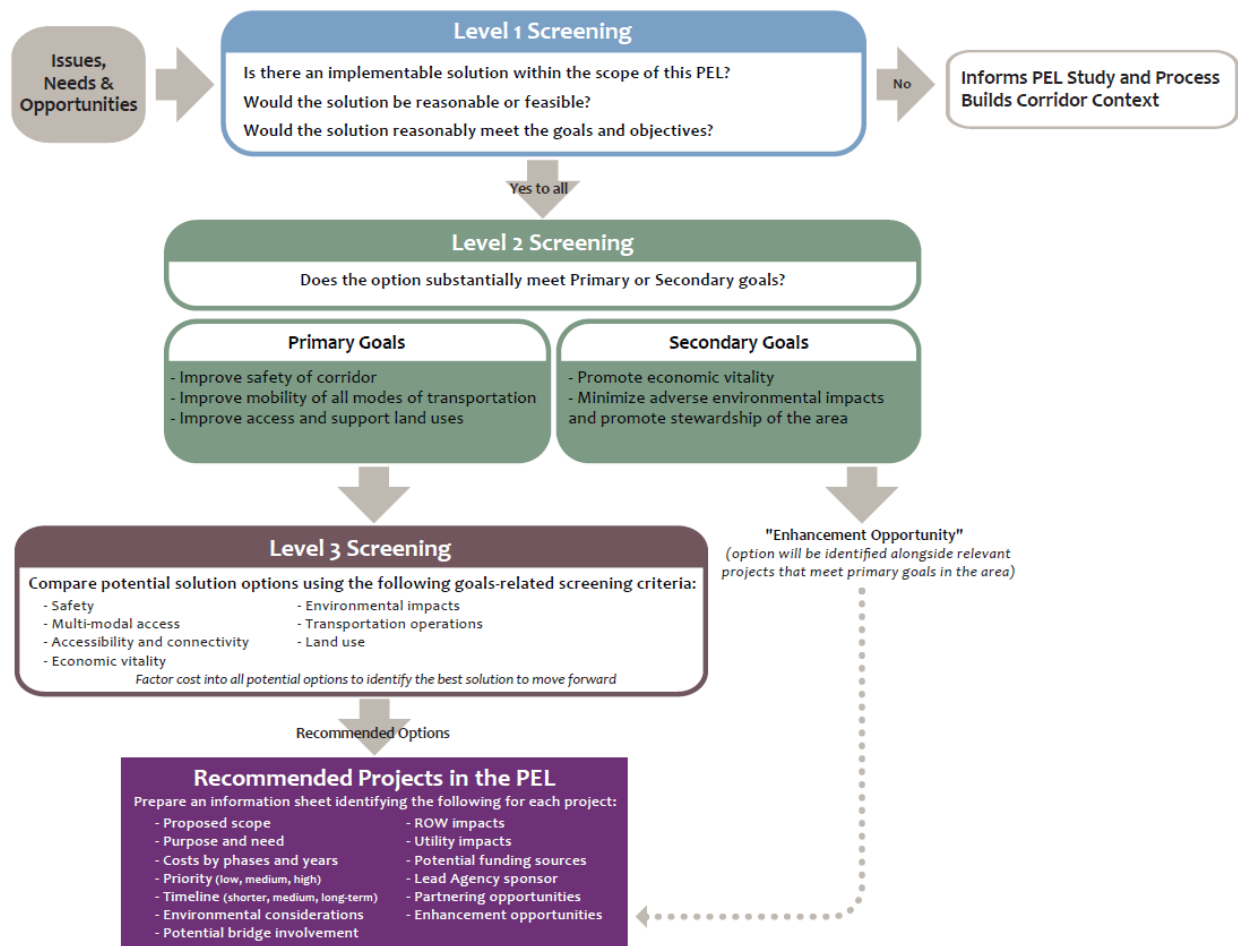 Issues,
Needs &
Opportunities
Level 1 Screening
Is there an implementable solution within the scope of this PEL?
Would the solution be reasonable or feasible?
Would the solution reasonably meet the goals and objectives?
No
Informs PEL Study and Process
Builds Corridor Context
Yes to all
Level 2 Screening
Does the option substantially meet Primary or Secondary goals?
Primary Goals
- Improve safety of corridor
- Improve mobility of all modes of transportation
- Improve access and support land uses
Secondary Goals
- Promote economic vitality
- Minimize adverse environmental impacts
and promote stewardship of the area
Level 3 Screening
Compare potential solution options using the following goals-related screening criteria:
- Safety
- Multi-modal access
- Accessibility and connectivity
- Economic vitality
- Environmental impacts
- Transportation operations
- Land use
Factor cost into all potential options to identify the best solution to move forward
"Enhancement Opportunity"
(option will be identified alongside relevant
projects that meet primary goals in the area)
Recommended Options
Recommended Projects in the PEL
Prepare an information sheet identifying the following for each project:
- Proposed scope
- Purpose and need
- Costs by phases and years
- Priority (low, medium, high)
- Timeline (shorter, medium, long-term)
- Environmental considerations
- Potential bridge involvement
- ROW impacts
- Utility impacts
- Potential funding sources
- Lead Agency sponsor
- Partnering opportunities
- Enhancement opportunities